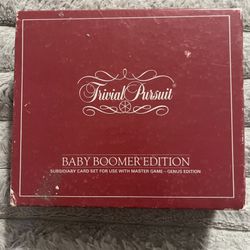 Trivial Pursuit
BABY BOOMER EDITION
SUBSIDIARY CARD SET FOR USE WITH MASTER GAME – GENUS EDITION